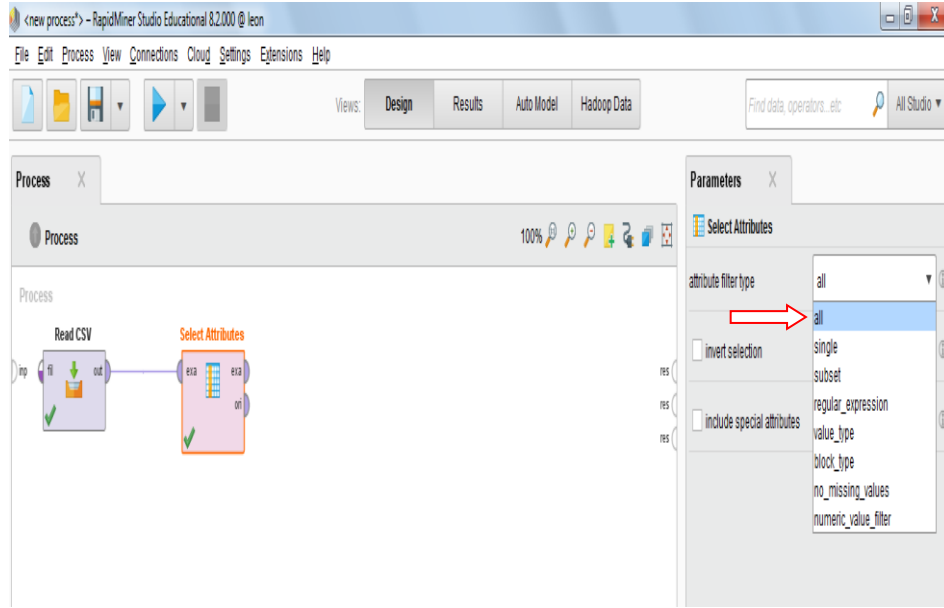 <new process*> – RapidMiner Studio Educational 8.2.000 @ leon
File Edit Process View Connections Cloud Settings Extensions Help
Views: Design Results Auto Model Hadoop Data Find data, operators...etc All Studio
Process Parameters
Process 100% Select Attributes
attribute filter type all
Process
all
Read CSV Select Attributes
invert selection single
inp fil out exa exa res
subset
ori res
regular_expression
include special attributes
value_type
res
block_type
no_missing_values
numeric_value_filter